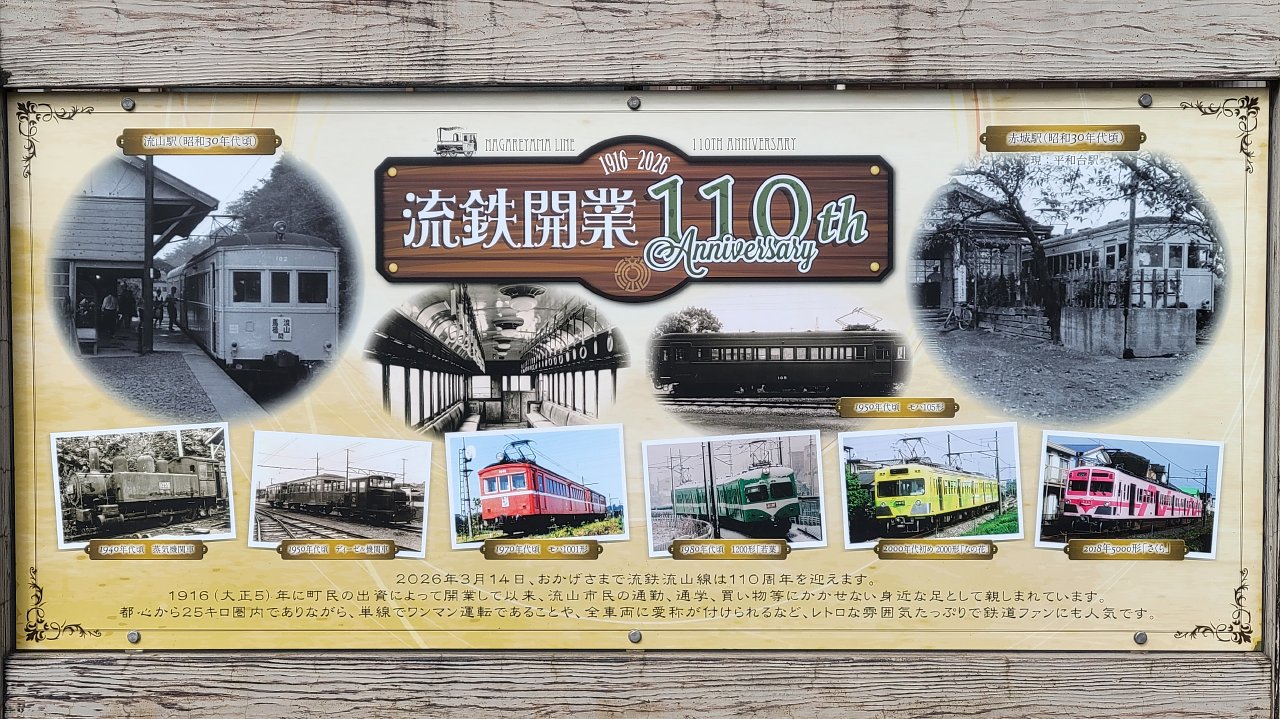 流山駅(昭和30年代頃)
NAGAREYAMA LINE
110TH ANNIVERSARY
赤城駅(昭和30年代頃)
現:平和台駅
1916-2026
流鉄開業110th
Anniversary
102
流山
馬橋
間
105
1950年代頃 モハ105形
1940年代頃 蒸気機関車
1950年代頃 ディーゼル機関車
1970年代頃 モハ1001形
1980年代頃 1200形「若葉」
2000年代初め 2000形「なの花」
2018年 5000形「さくら」
2026年3月14日、おかげさまで流鉄流山線は110周年を迎えます。
1916(大正5)年に町民の出資によって開業して以来、流山市民の通勤、通学、買い物等にかかせない身近な足として親しまれています。
都心から25キロ圏内でありながら、単線でワンマン運転であることや、全車両に愛称が付けられるなど、レトロな雰囲気たっぷりで鉄道ファンにも人気です。